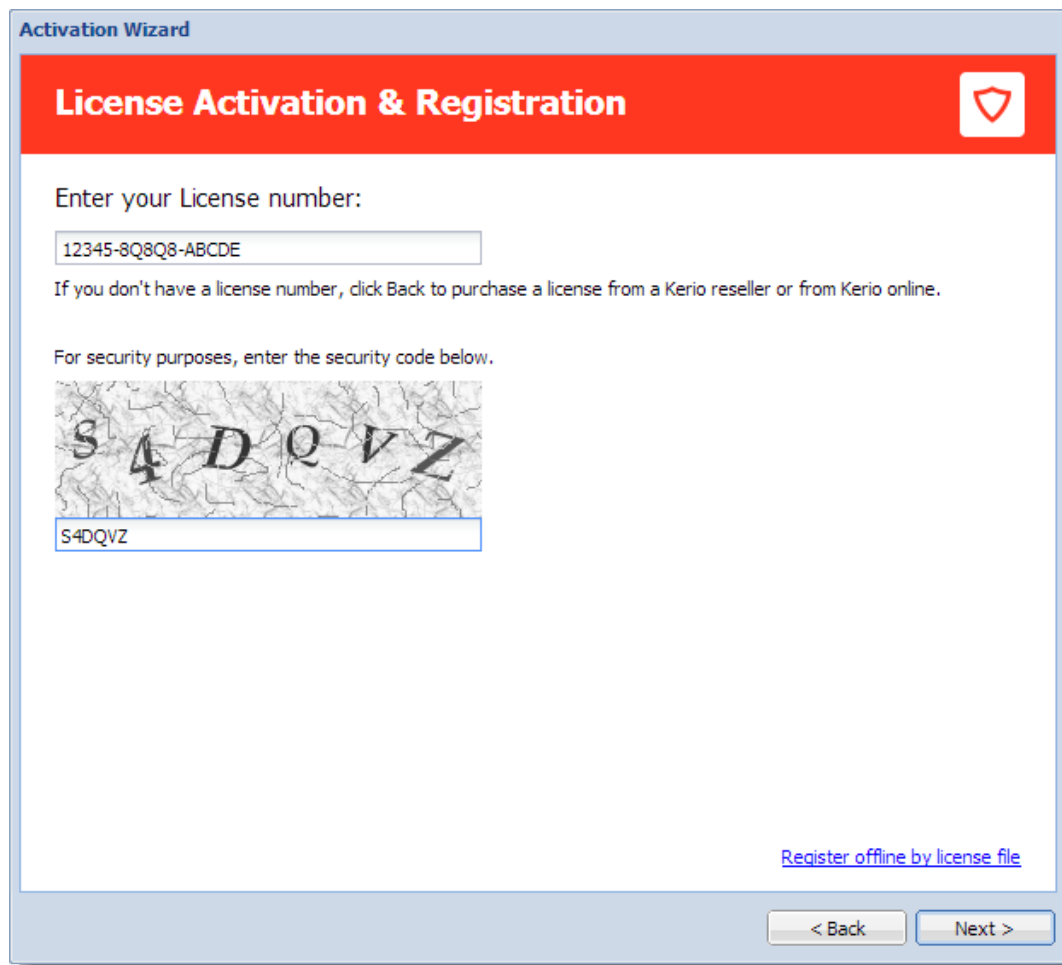 Activation Wizard
License Activation & Registration
Enter your License number:
12345-8Q8Q8-ABCDE
If you don't have a license number, click Back to purchase a license from a Kerio reseller or from Kerio online.
For security purposes, enter the security code below.
S4DQVZ
S4DQVZ
Register offline by license file
< Back
Next >